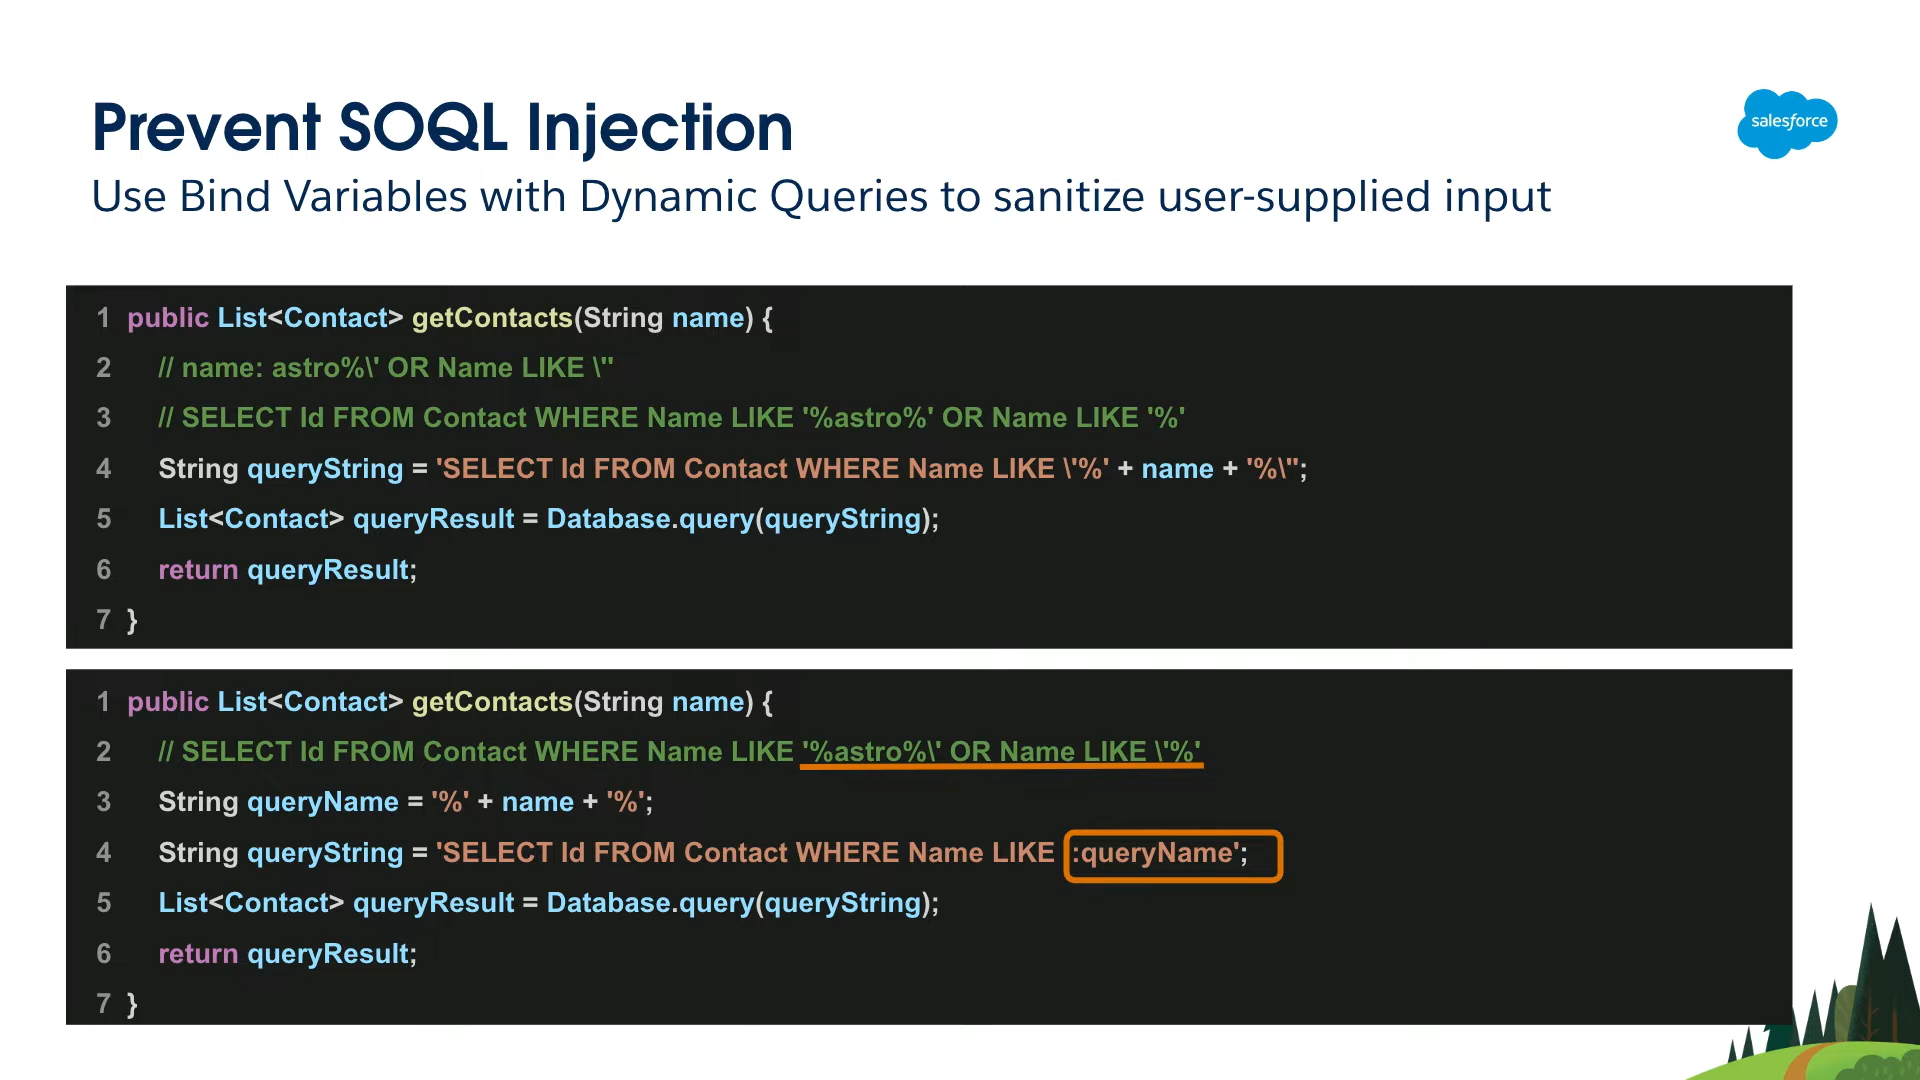 Prevent SOQL Injection
salesforce
Use Bind Variables with Dynamic Queries to sanitize user-supplied input
1 public List<Contact> getContacts(String name) {
2 // name: astro%\' OR Name LIKE \''
3 // SELECT Id FROM Contact WHERE Name LIKE '%astro%' OR Name LIKE '%'
4 String queryString = 'SELECT Id FROM Contact WHERE Name LIKE \'%' + name + '%\'';
5 List<Contact> queryResult = Database.query(queryString);
6 return queryResult;
7 }
1 public List<Contact> getContacts(String name) {
2 // SELECT Id FROM Contact WHERE Name LIKE '%astro%\' OR Name LIKE \'%'
3 String queryName = '%' + name + '%';
4 String queryString = 'SELECT Id FROM Contact WHERE Name LIKE :queryName';
5 List<Contact> queryResult = Database.query(queryString);
6 return queryResult;
7 }